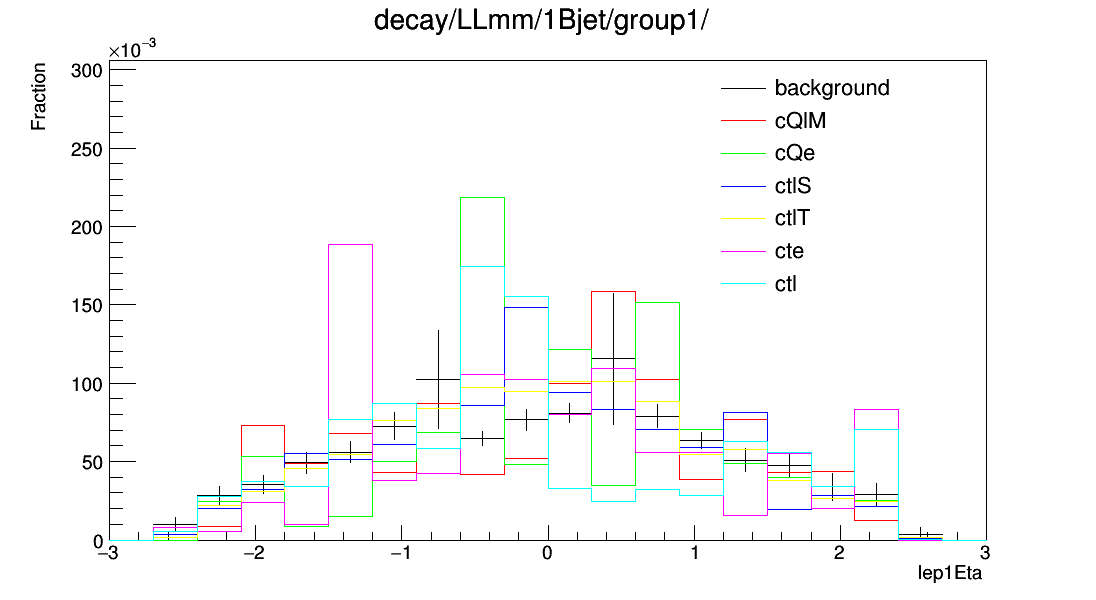 decay/LLmm/1Bjet/group1/
×10⁻³
Fraction
300
250
200
150
100
50
0
background
cQlM
cQe
ctlS
ctlT
cte
ctl
−3 −2 −1 0 1 2 3
lep1Eta